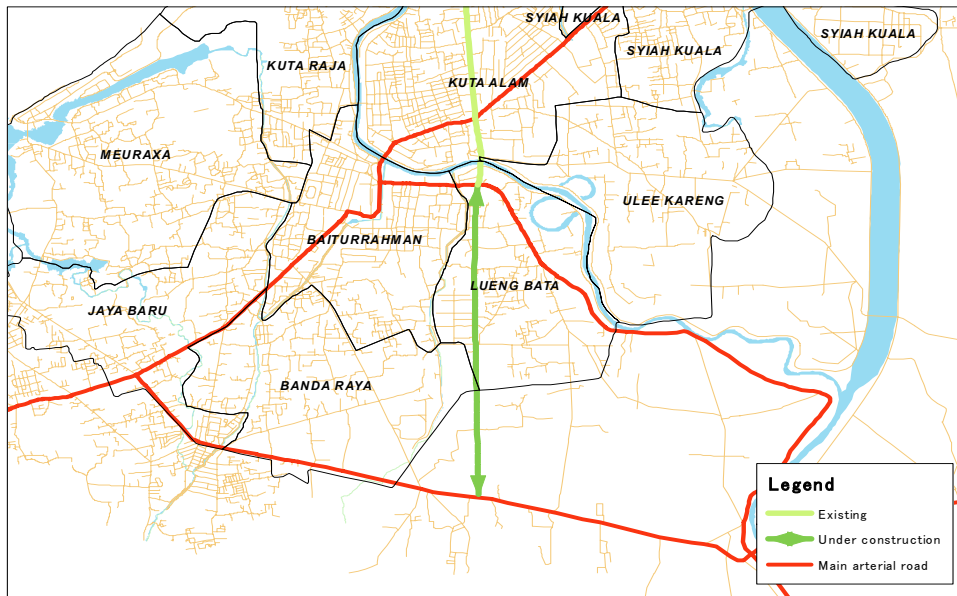 SYIAH KUALA
SYIAH KUALA
SYIAH KUALA
KUTA RAJA
KUTA ALAM
MEURAXA
ULEE KARENG
BAITURRAHMAN
LUENG BATA
JAYA BARU
BANDA RAYA
Legend
Existing
Under construction
Main arterial road